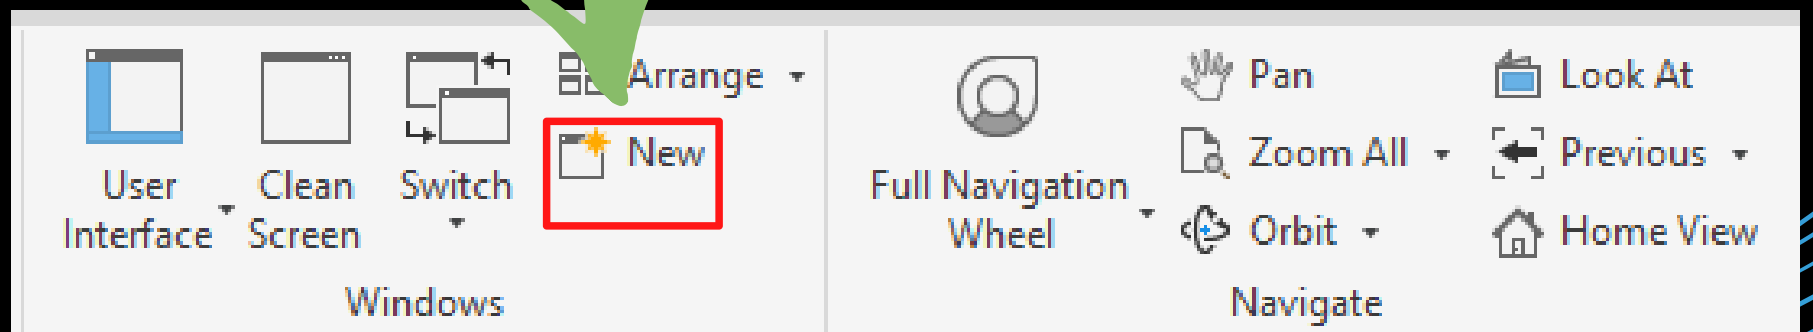 User
Interface
Clean
Screen
Switch
Arrange
New
Windows
Full Navigation
Wheel
Pan
Zoom All
Orbit
Look At
Previous
Home View
Navigate